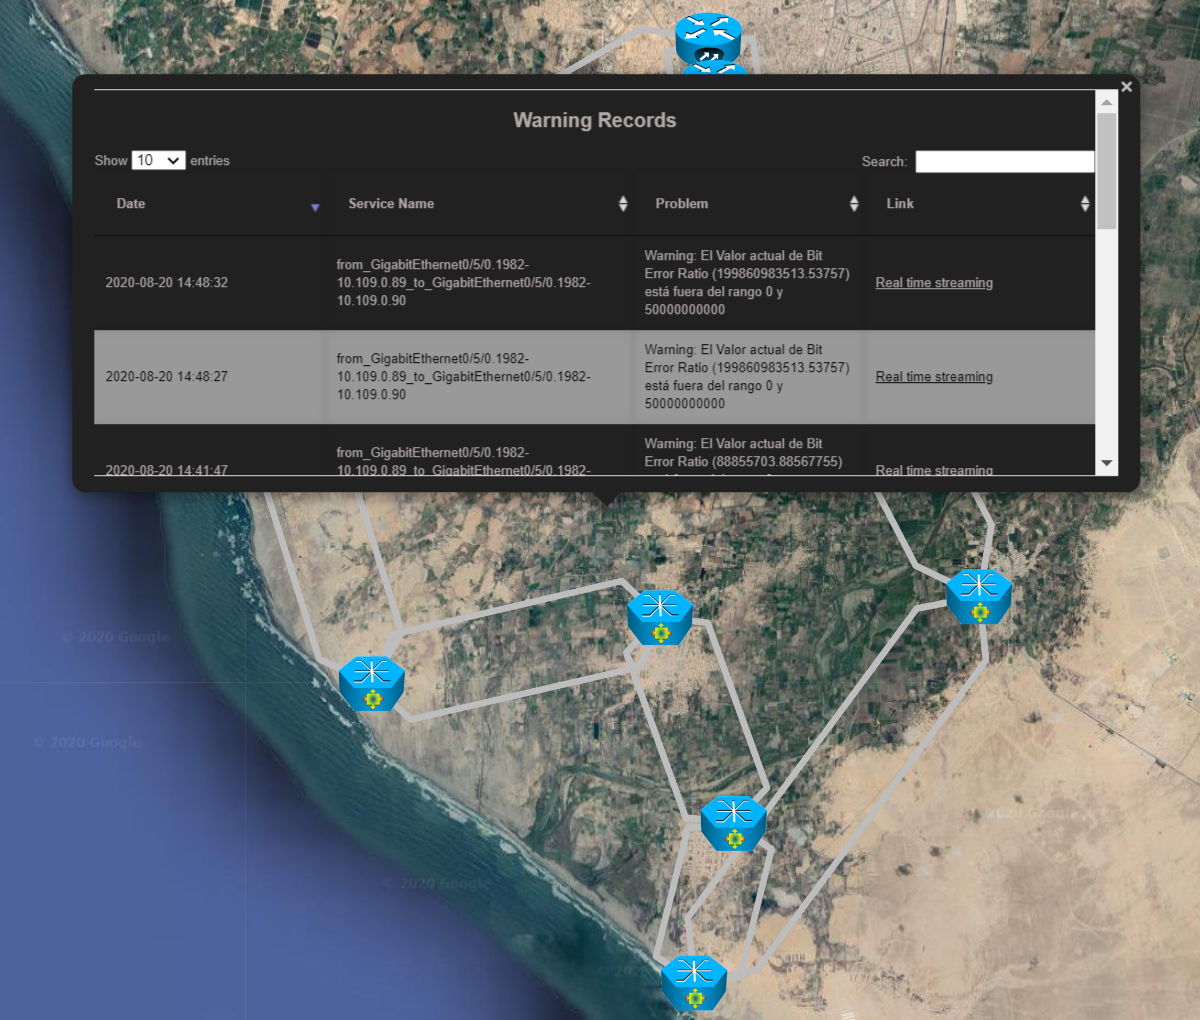 ×
Warning Records
Show 10 entries
Search:
Date Service Name Problem Link
2020-08-20 14:48:32
from_GigabitEthernet0/5/0.1982-
10.109.0.89_to_GigabitEthernet0/5/0.1982-
10.109.0.90
Warning: El Valor actual de Bit
Error Ratio (199860983513.53757)
está fuera del rango 0 y
50000000000
Real time streaming
2020-08-20 14:48:27
from_GigabitEthernet0/5/0.1982-
10.109.0.89_to_GigabitEthernet0/5/0.1982-
10.109.0.90
Warning: El Valor actual de Bit
Error Ratio (199860983513.53757)
está fuera del rango 0 y
50000000000
Real time streaming
2020-08-20 14:41:47
from_GigabitEthernet0/5/0.1982-
10.109.0.89_to_GigabitEthernet0/5/0.1982-
Warning: El Valor actual de Bit
Error Ratio (88855703.88567755)
Real time streaming
© 2020 Google
© 2020 Google
2020 Google
© 2020 Google